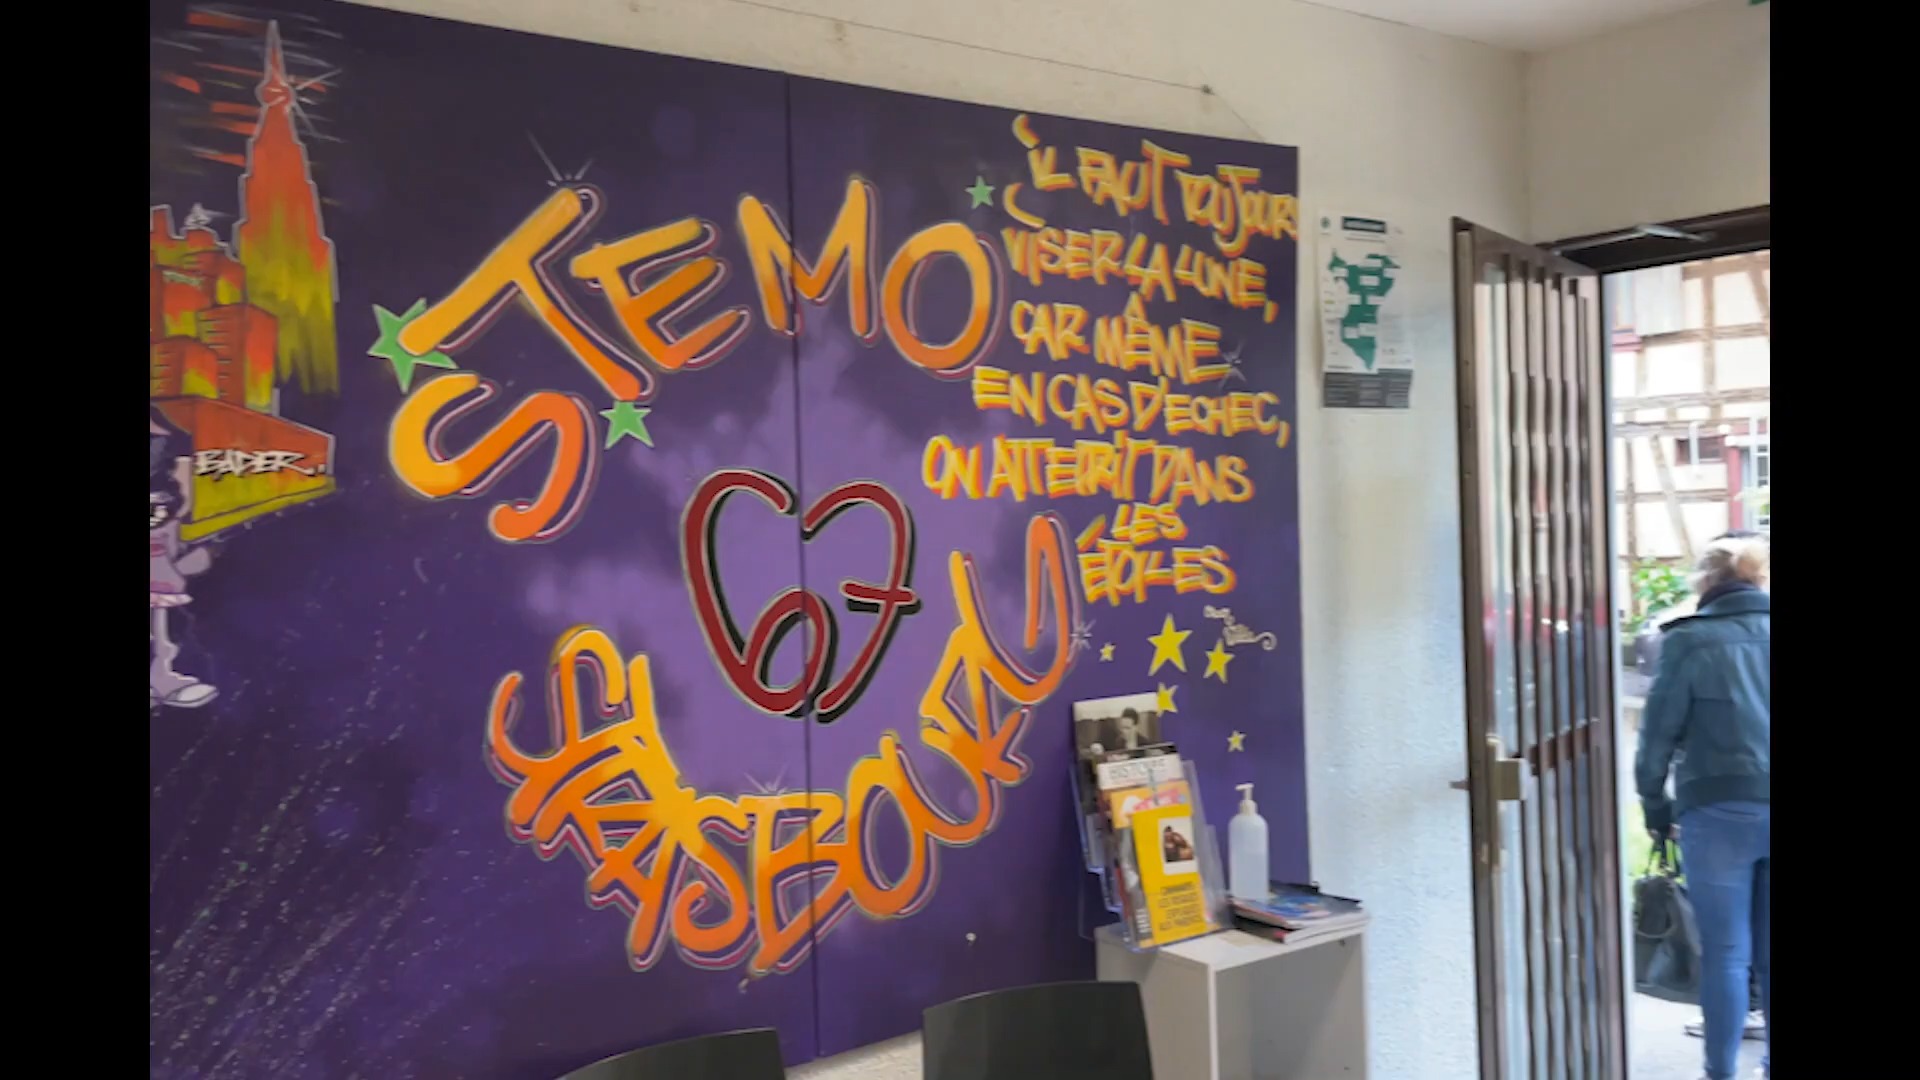 STEMO
67
STRASBOURG
BADER.
IL FAUT TOUJOURS
VISER LA LUNE,
CAR MÊME
EN CAS D'ECHEC,
ON ATTERRIT DANS
LES
ÉTOILES
HISTOIRE